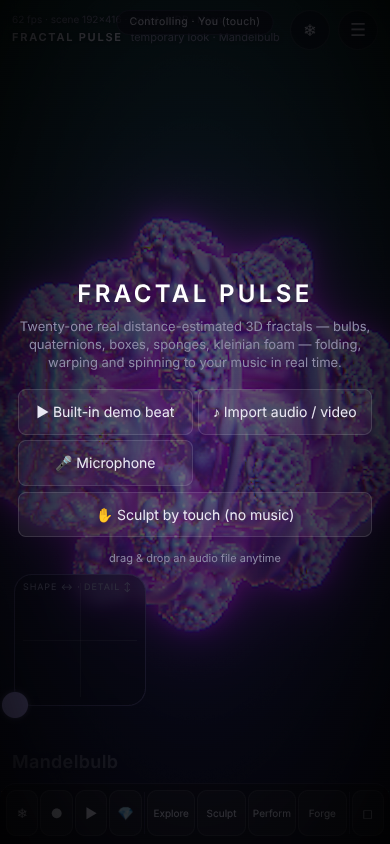 62 fps · scene 192×41
Controlling · You (touch)
FRACTAL PULSE temporary look · Mandelbulb
FRACTAL PULSE
Twenty-one real distance-estimated 3D fractals — bulbs,
quaternions, boxes, sponges, kleinian foam — folding,
warping and spinning to your music in real time.
▶ Built-in demo beat
♪ Import audio / video
🎤 Microphone
✋ Sculpt by touch (no music)
drag & drop an audio file anytime
SHAPE ↔ DETAIL ↕
Mandelbulb
Explore Sculpt Perform Forge